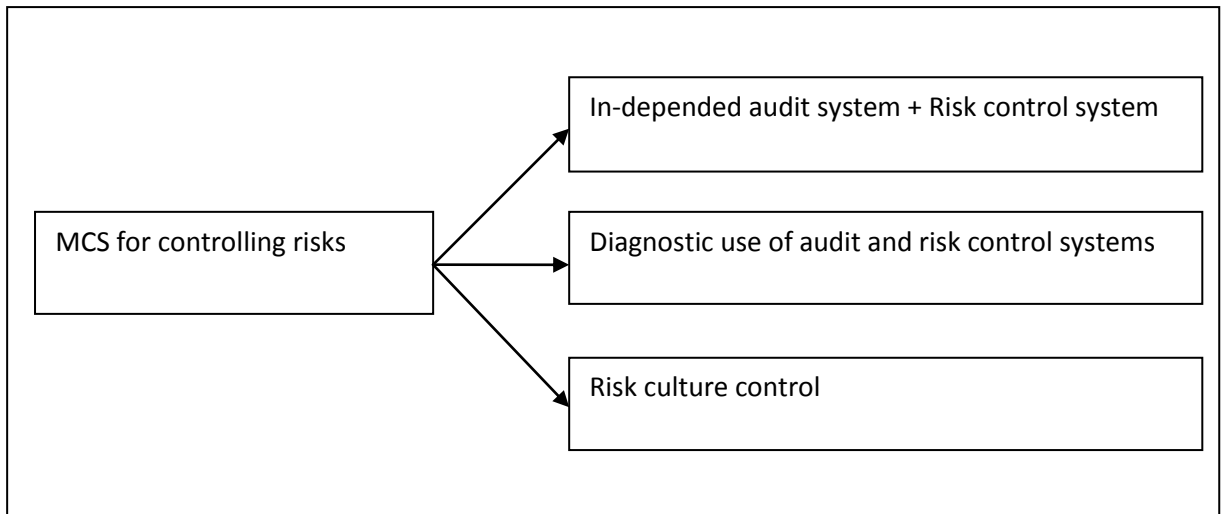 In-depended audit system + Risk control system
MCS for controlling risks
Diagnostic use of audit and risk control systems
Risk culture control